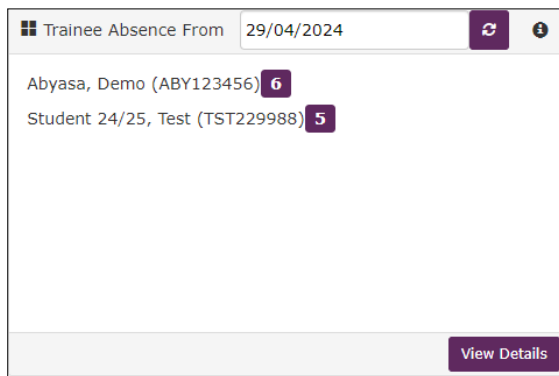 Trainee Absence From 29/04/2024
Abyasa, Demo (ABY123456) 6
Student 24/25, Test (TST229988) 5
View Details